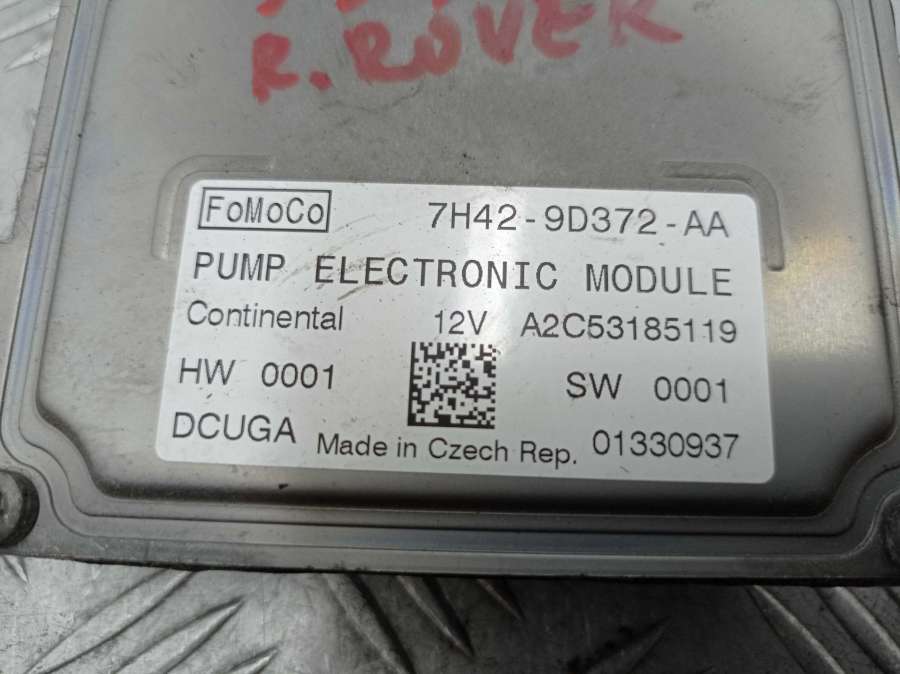 R. ROVER
FoMoCo 7H42-9D372-AA
PUMP ELECTRONIC MODULE
Continental 12V A2C53185119
HW 0001 SW 0001
DCUGA Made in Czech Rep. 01330937